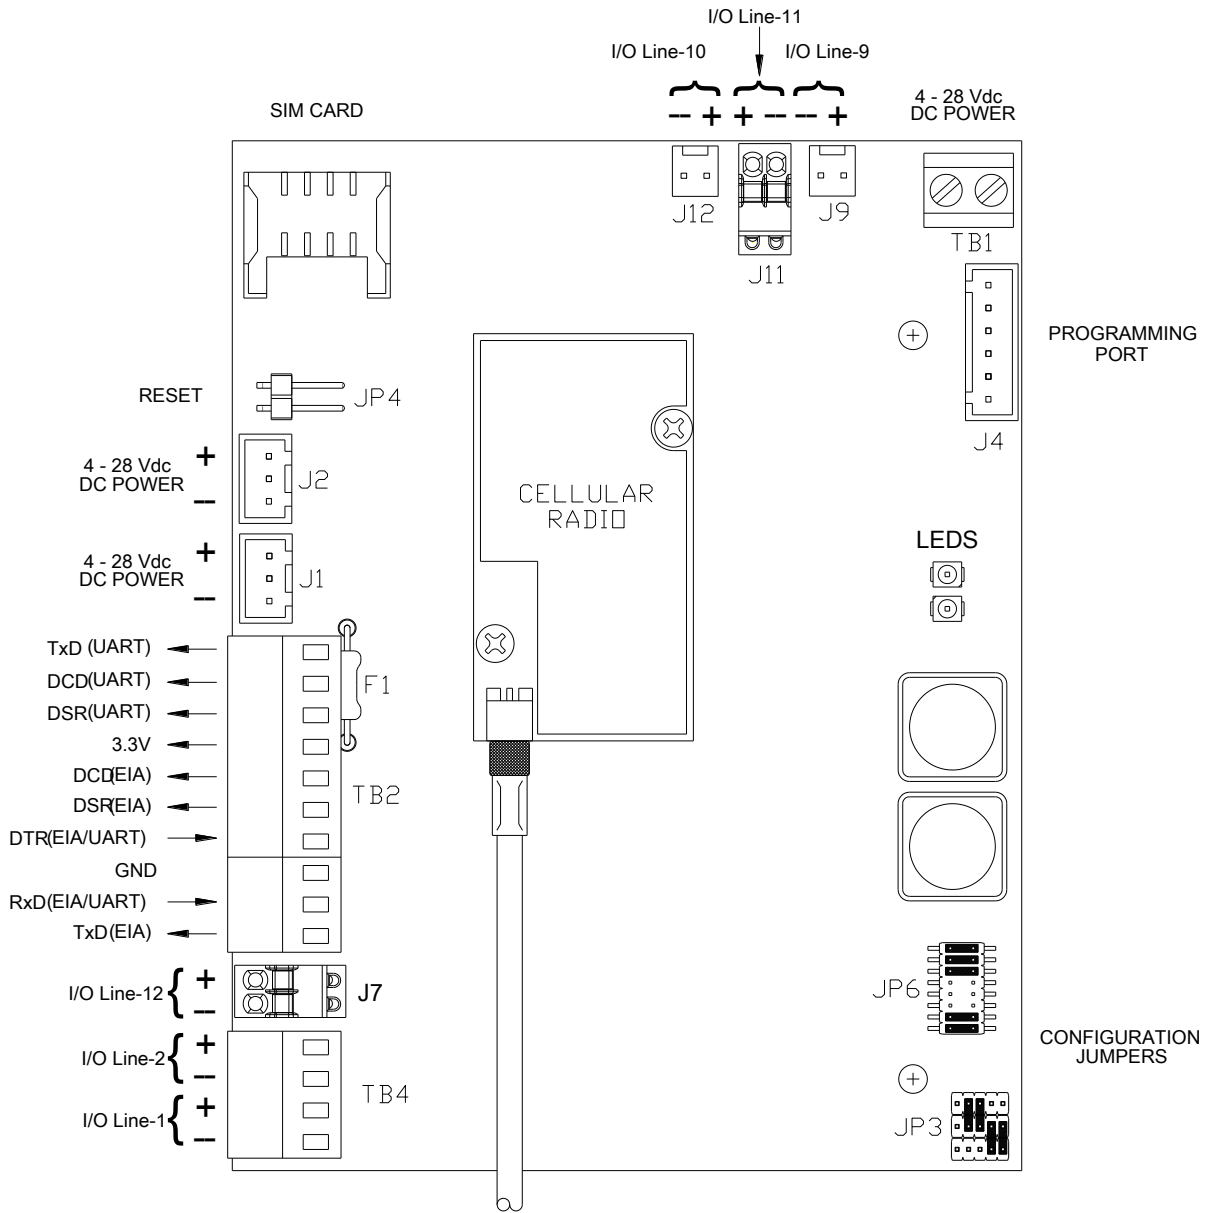 I/O Line-11
I/O Line-10
I/O Line-9
-- + + -- -- +
4 - 28 Vdc
DC POWER
SIM CARD
J12
J11
J9
TB1
PROGRAMMING
PORT
J4
RESET
JP4
4 - 28 Vdc
DC POWER
+
--
J2
4 - 28 Vdc
DC POWER
+
--
J1
CELLULAR
RADIO
LEDS
TxD (UART)
DCD(UART)
DSR(UART)
3.3V
DCD(EIA)
DSR(EIA)
DTR(EIA/UART)
GND
RxD(EIA/UART)
TxD(EIA)
F1
TB2
I/O Line-12
+
--
J7
I/O Line-2
+
--
I/O Line-1
+
--
TB4
JP6
CONFIGURATION
JUMPERS
JP3